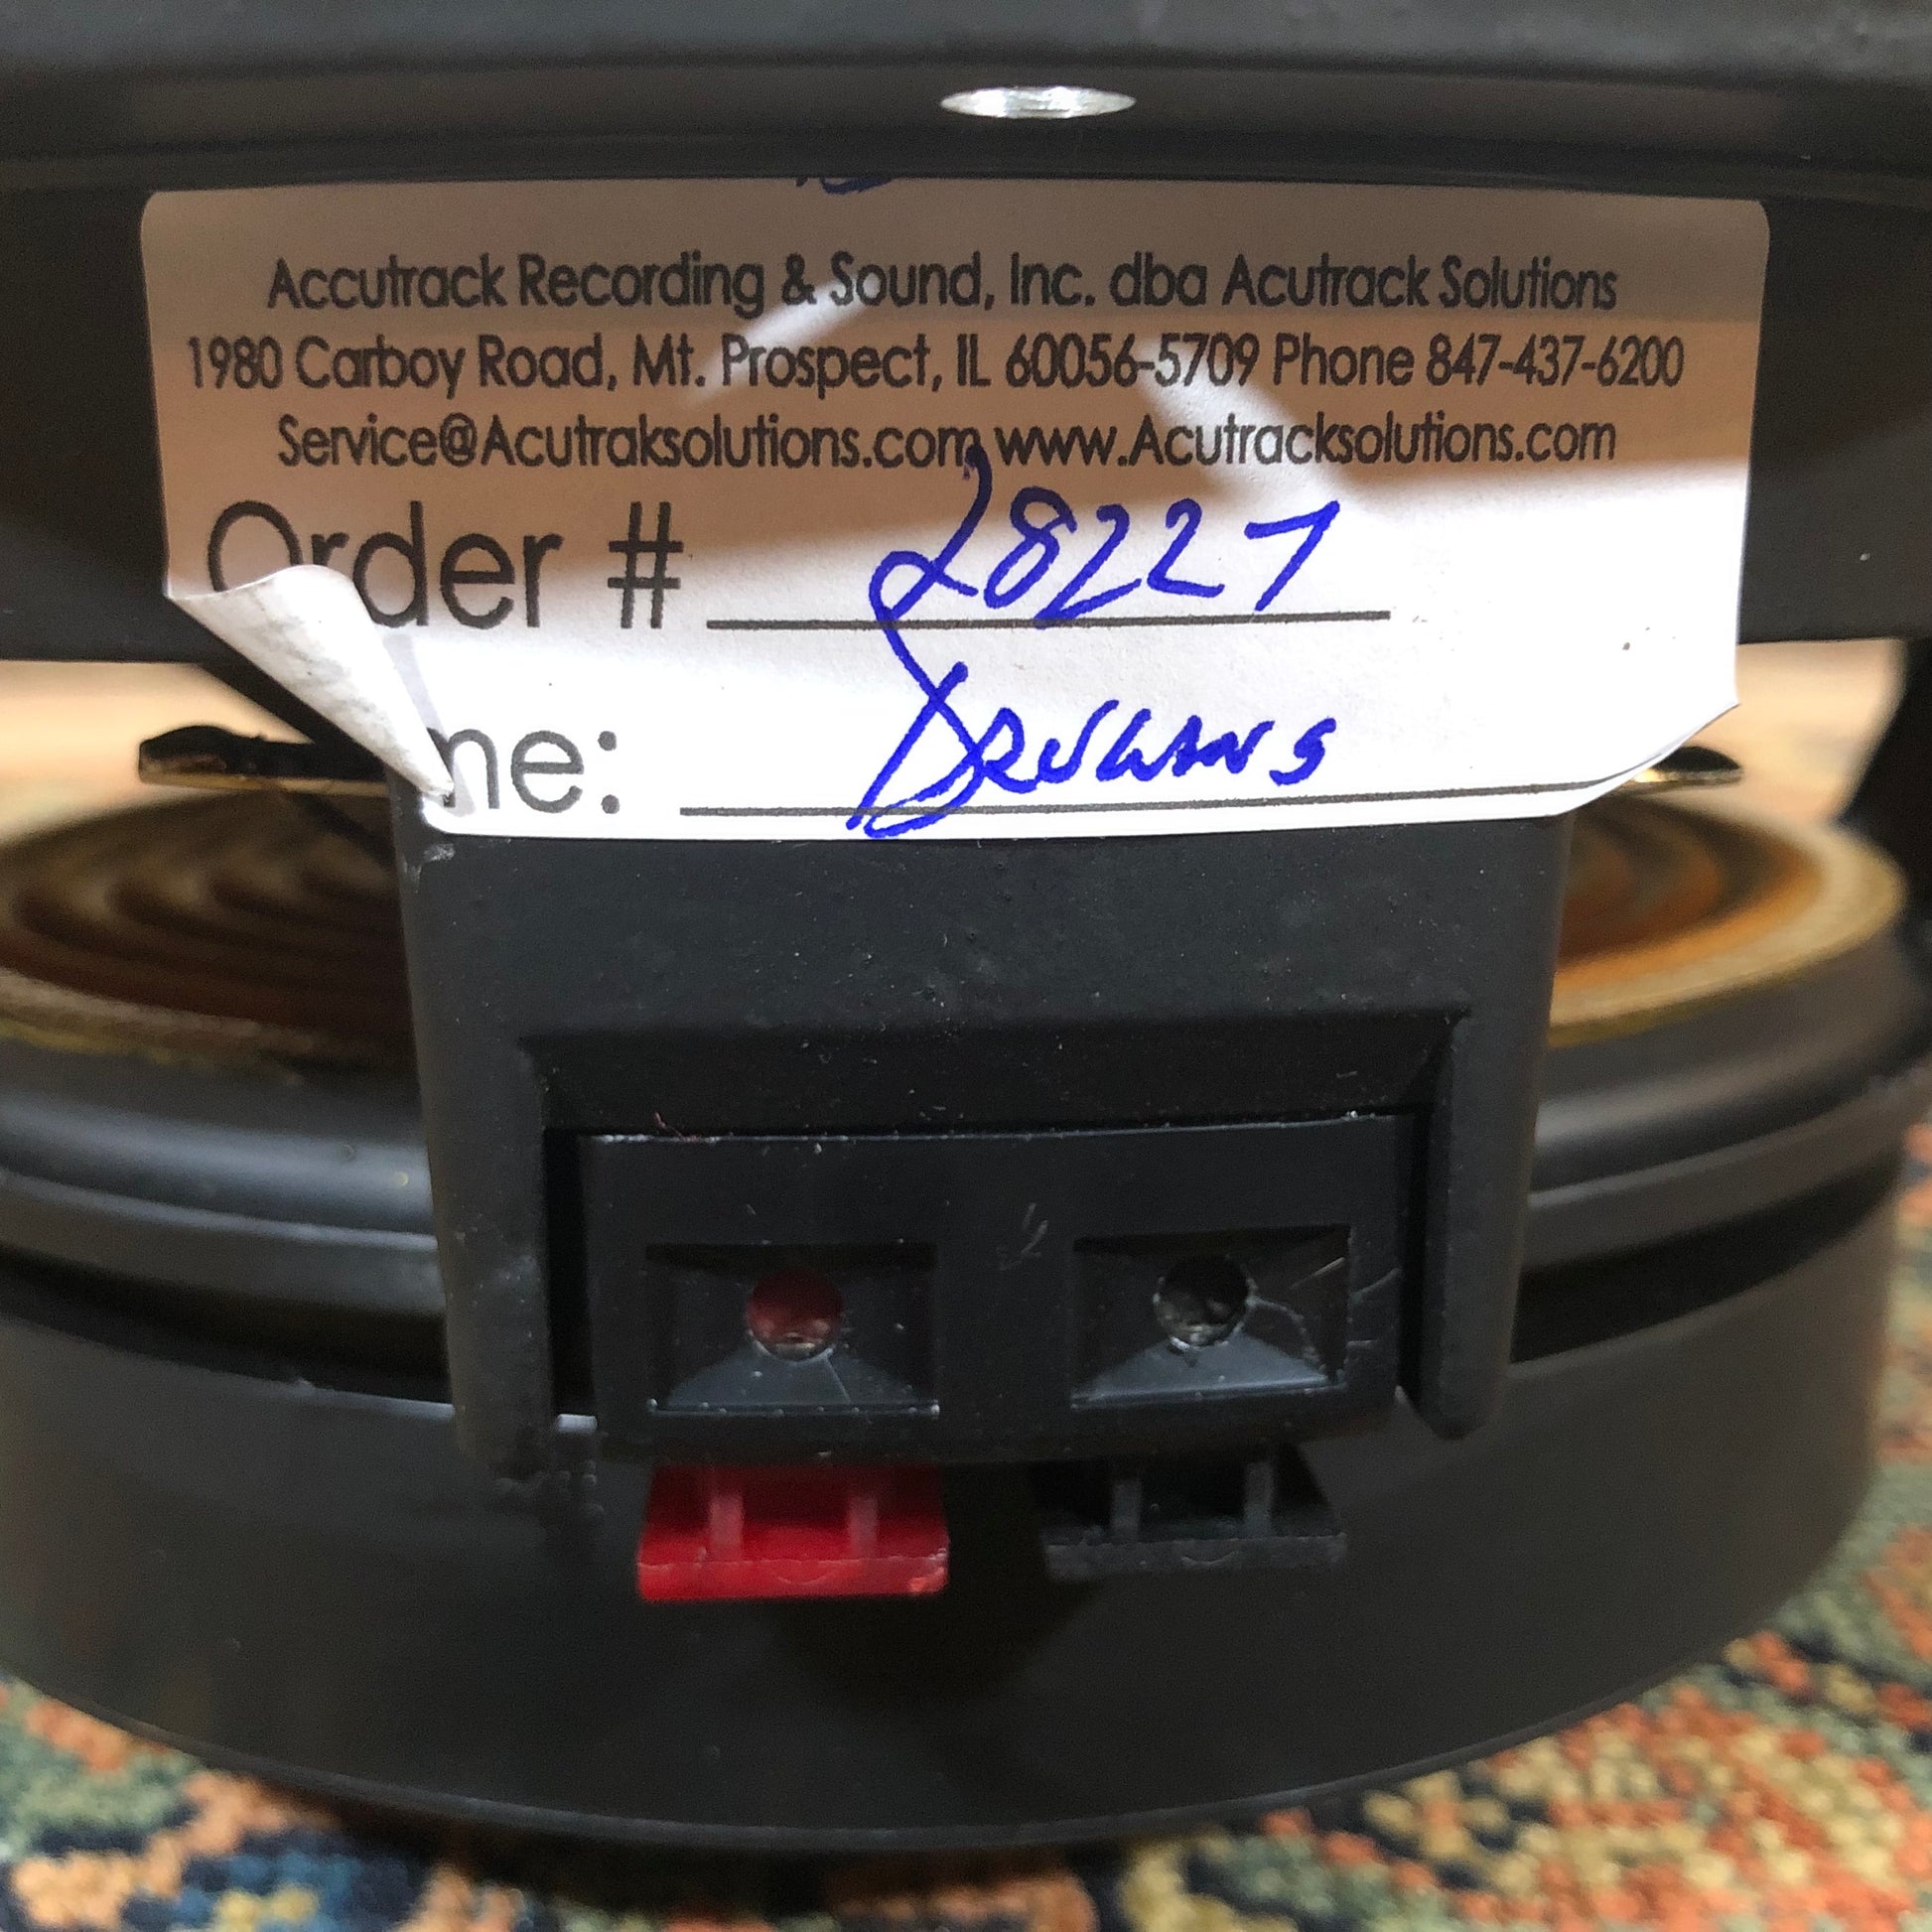 Accutrack Recording & Sound, Inc. dba Acutrack Solutions
1980 Carboy Road, Mt. Prospect, IL 60056-5709 Phone 847-437-6200
Service@Acutraksolutions.com www.Acutracksolutions.com
Order # 28227
me: